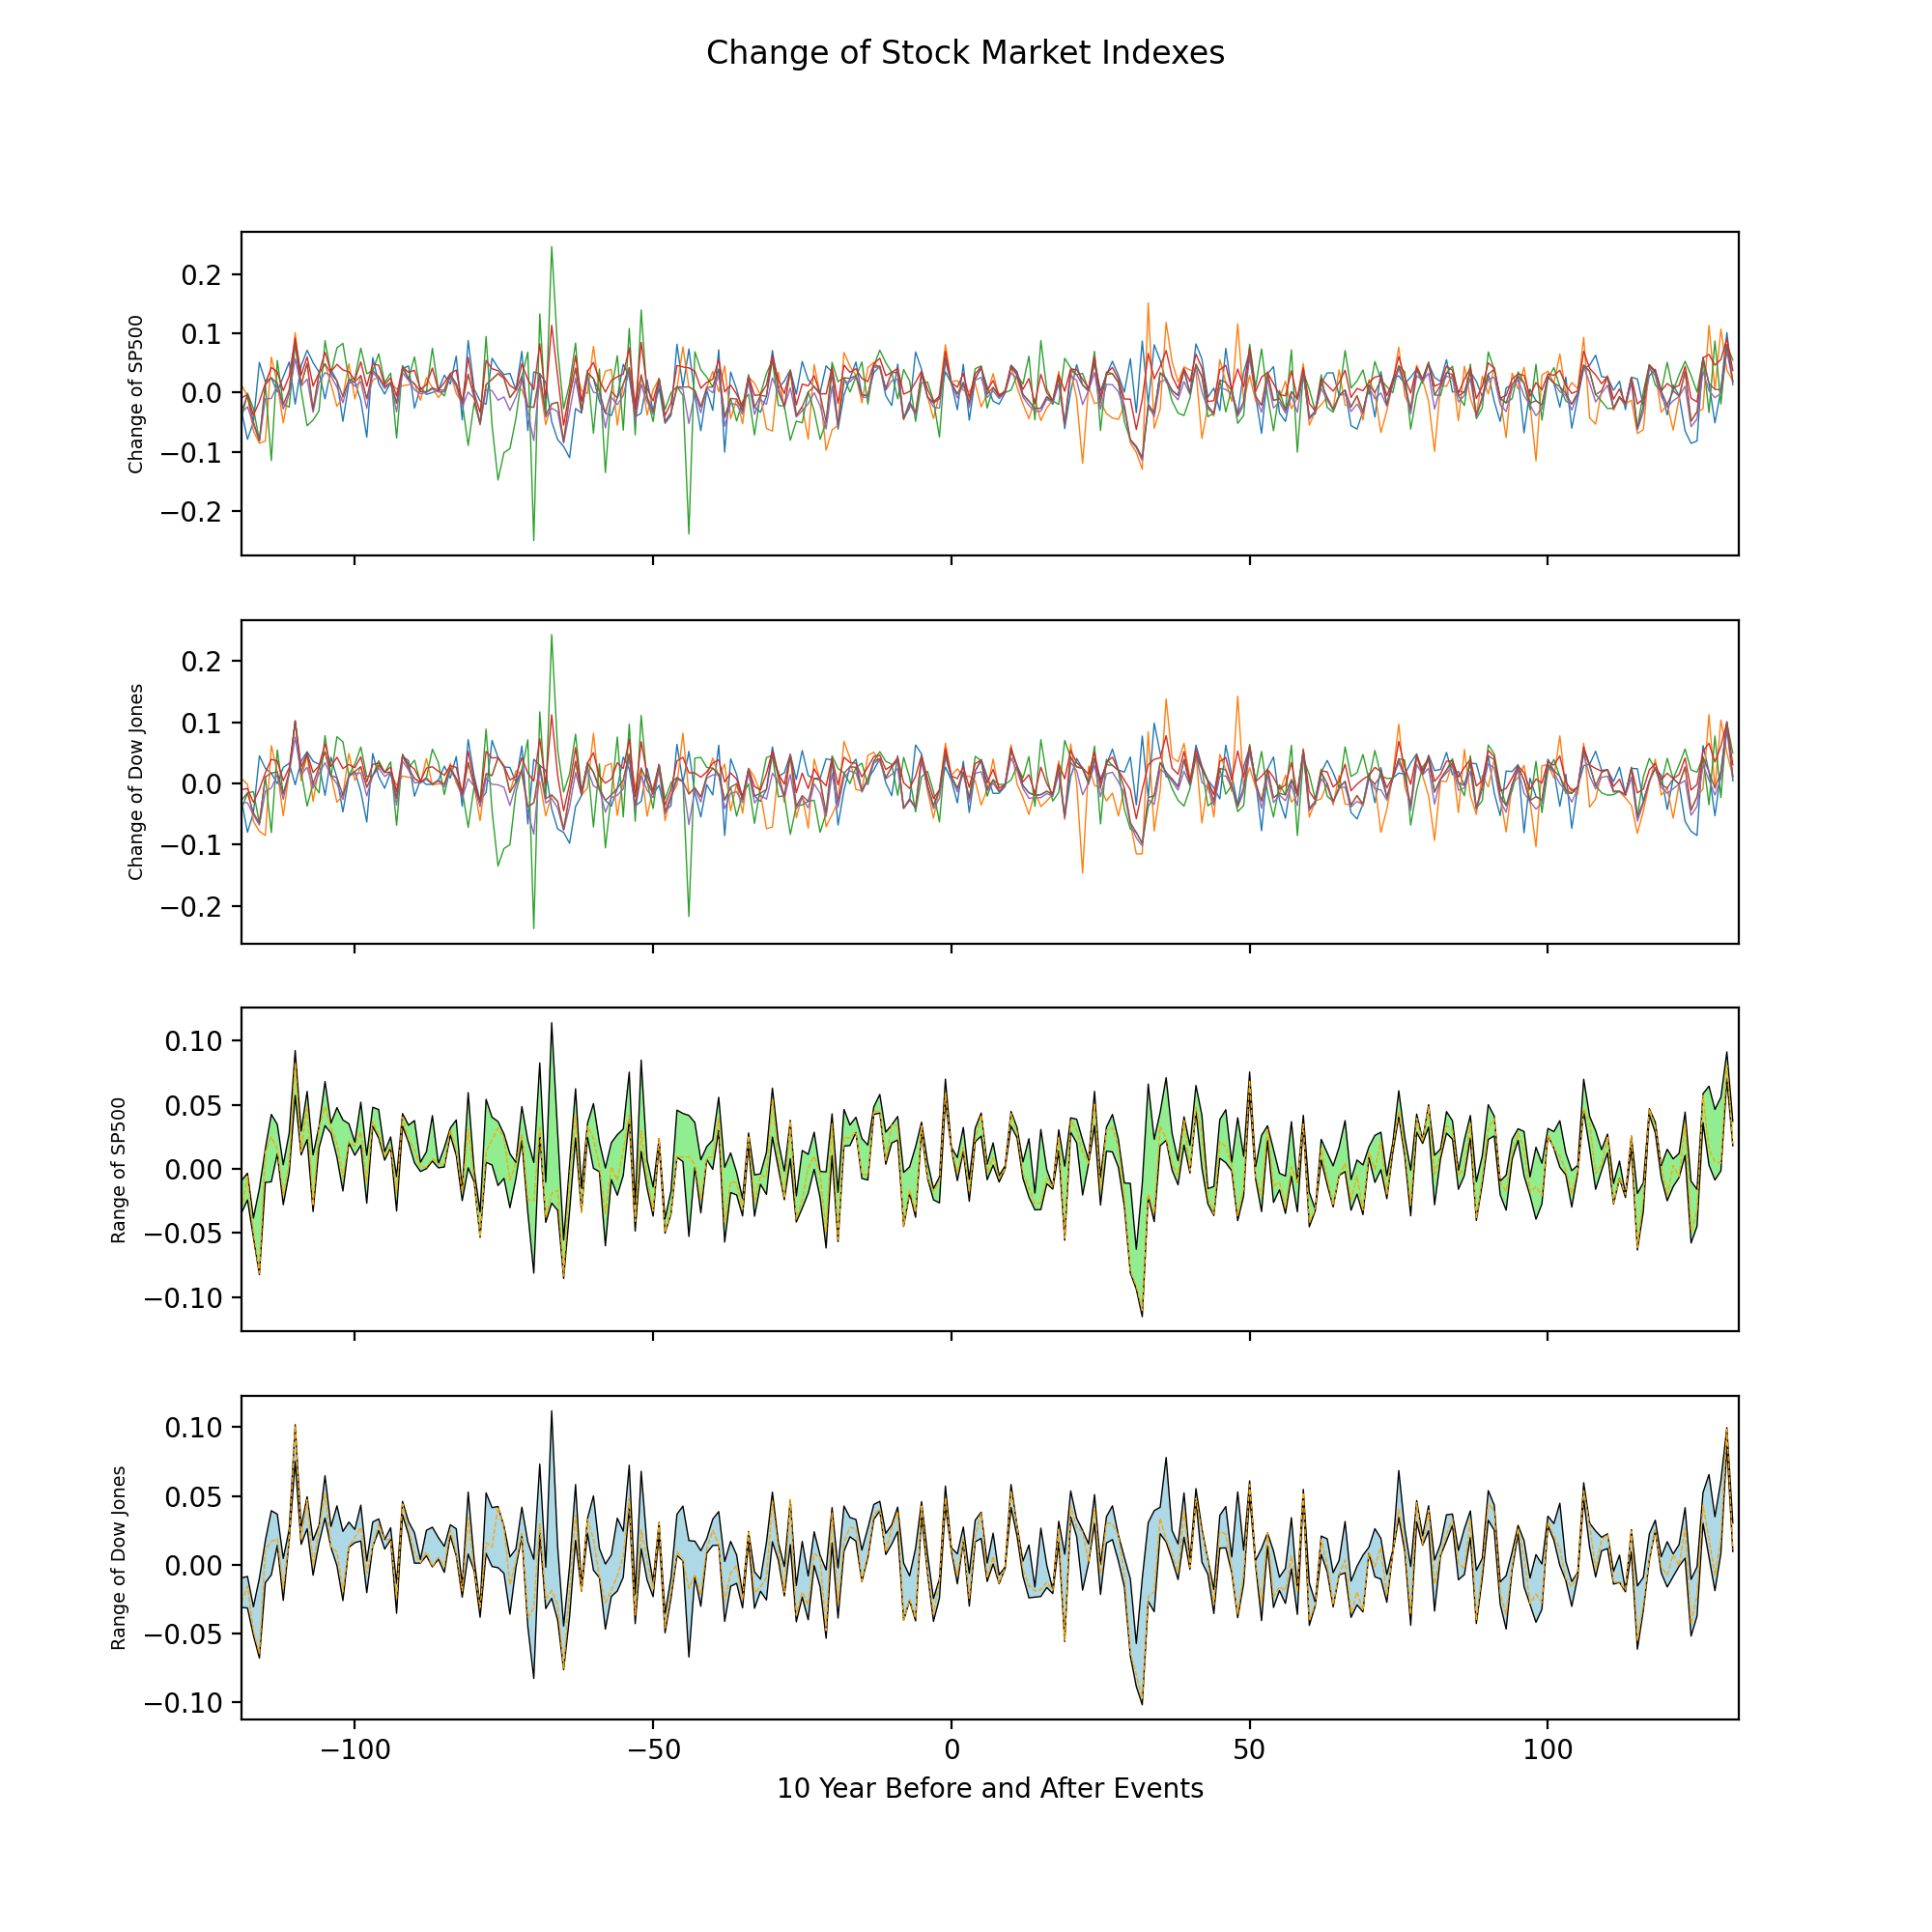 Change of Stock Market Indexes
0.2
0.1
0.0
−0.1
−0.2
Change of SP500
0.2
0.1
0.0
−0.1
−0.2
Change of Dow Jones
0.10
0.05
0.00
−0.05
−0.10
Range of SP500
0.10
0.05
0.00
−0.05
−0.10
Range of Dow Jones
−100 −50 0 50 100
10 Year Before and After Events